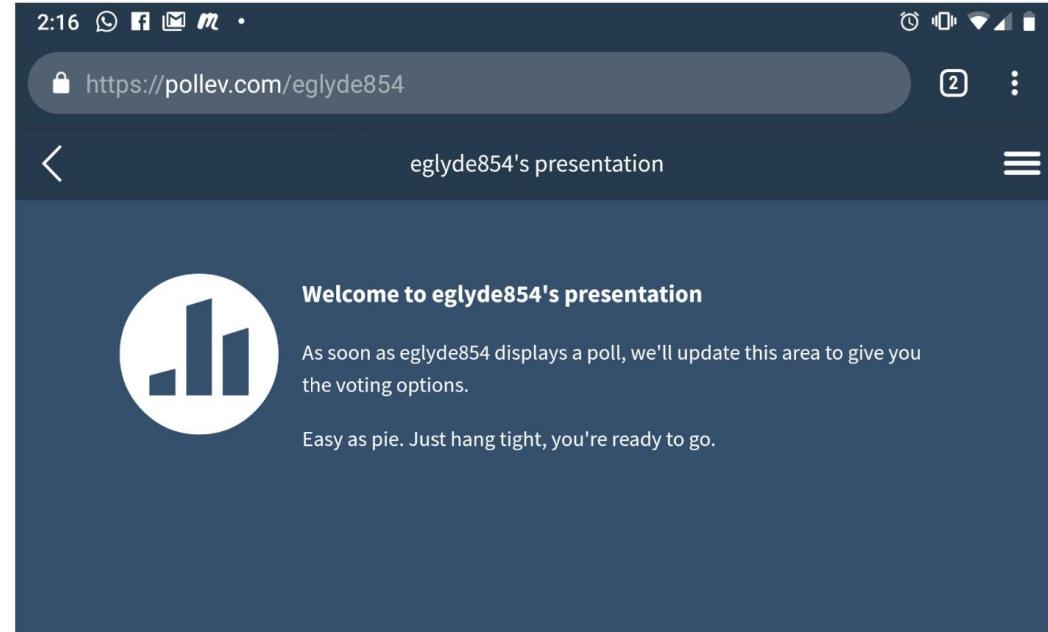 2:16
https://pollev.com/eglyde854
2
eglyde854's presentation
Welcome to eglyde854's presentation
As soon as eglyde854 displays a poll, we'll update this area to give you
the voting options.
Easy as pie. Just hang tight, you're ready to go.